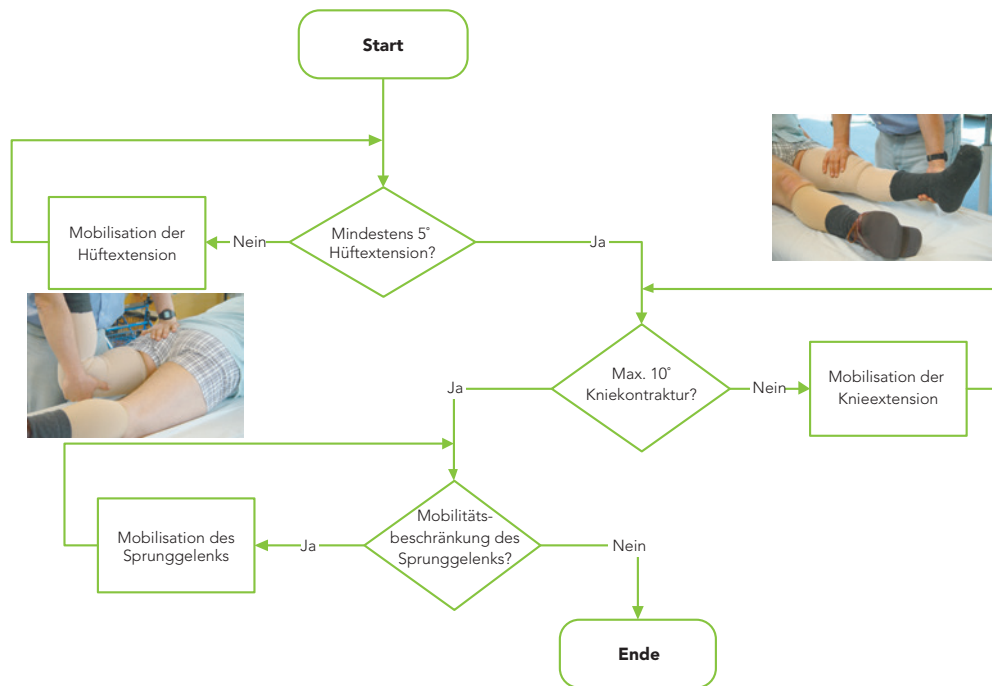 Start
Mobilisation der
Hüftextension
Nein
Mindestens 5°
Hüftextension?
Ja
Max. 10°
Kniekontraktur?
Ja
Nein
Mobilisation der
Knieextension
Mobilitäts-
beschränkung des
Sprunggelenks?
Ja
Mobilisation des
Sprunggelenks
Nein
Ende